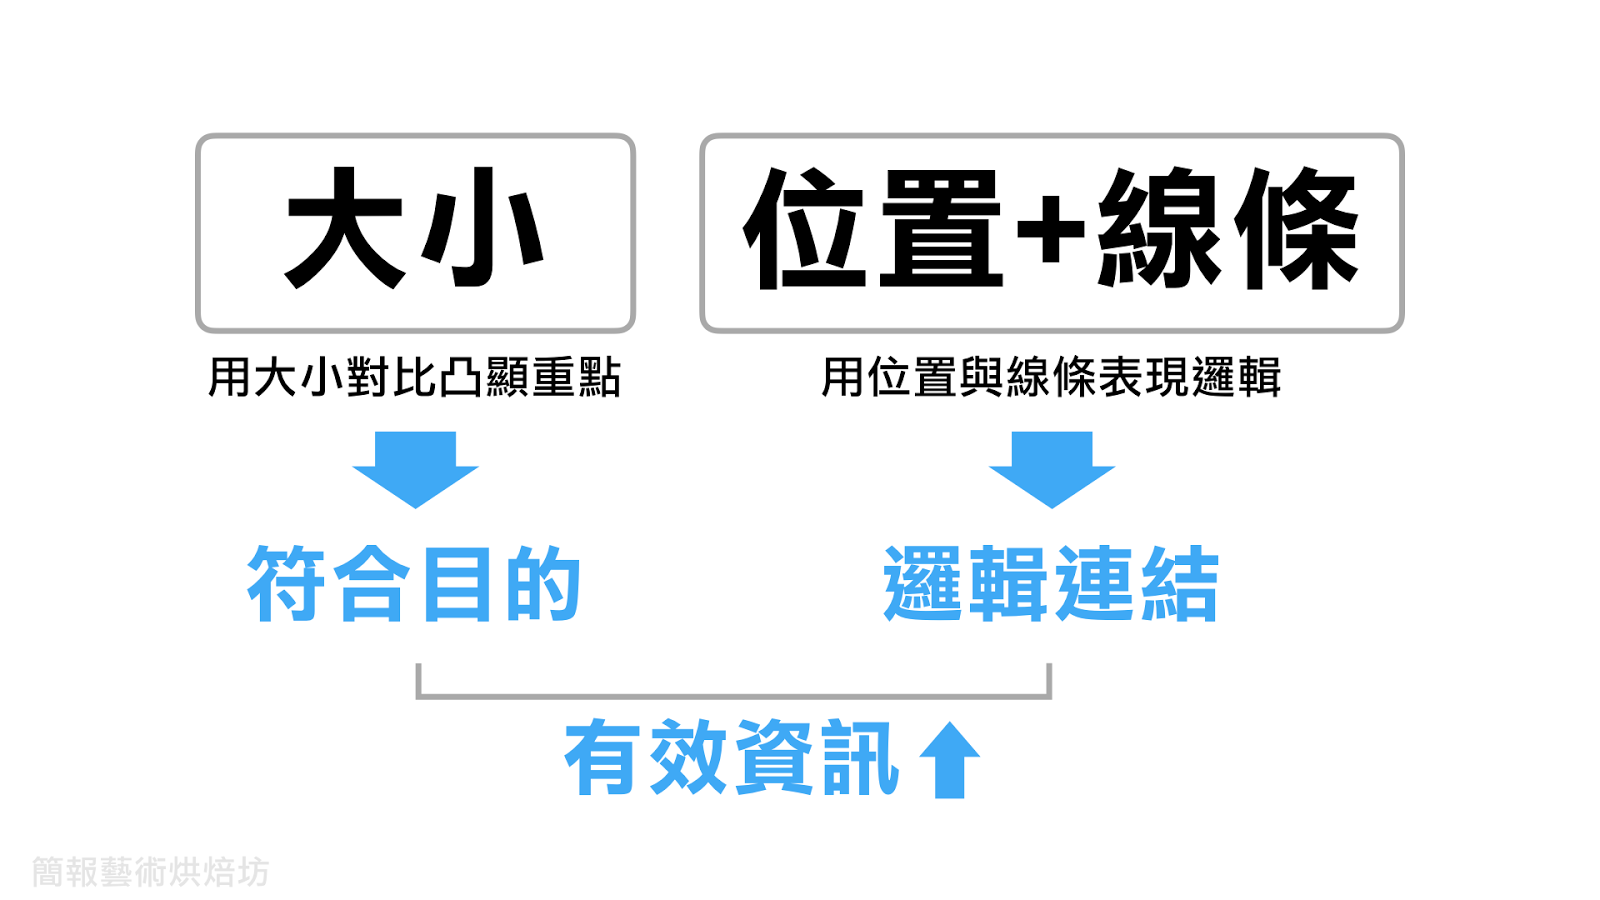 大小
位置+線條
用大小對比凸顯重點
用位置與線條表現邏輯
符合目的
邏輯連結
有效資訊
簡報藝術烘焙坊